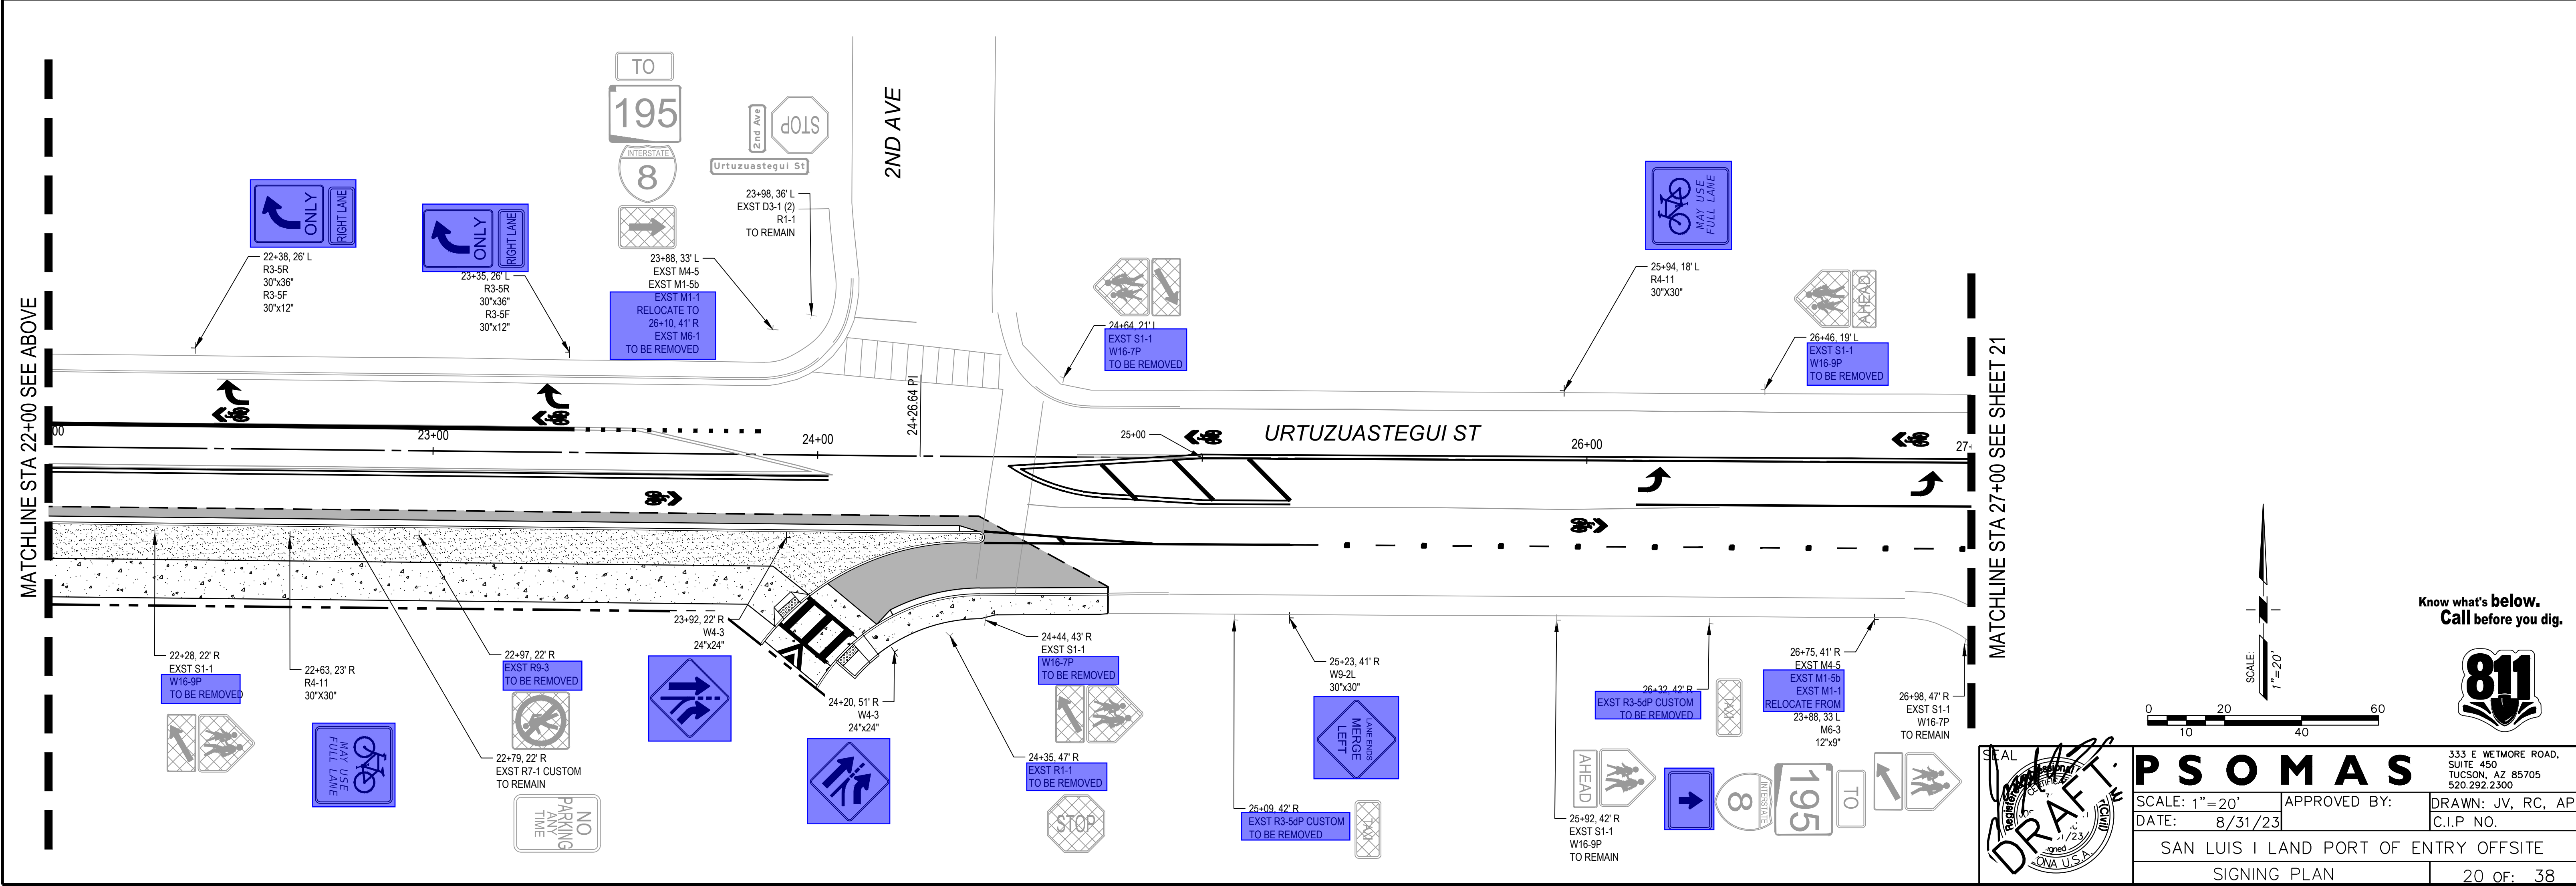 TO
195
INTERSTATE
8
2nd Ave
STOP
Urtuzuastegui St
2ND AVE
ONLY
RIGHT LANE
22+38, 26' L
R3-5R
30"x36"
R3-5F
30"x12"
ONLY
RIGHT LANE
23+35, 26' L
R3-5R
30"x36"
R3-5F
30"x12"
23+88, 33' L
EXST M4-5
EXST M1-5b
EXST M1-1
RELOCATE TO
26+10, 41' R
EXST M6-1
TO BE REMOVED
23+98, 36' L
EXST D3-1 (2)
R1-1
TO REMAIN
24+64, 21' L
EXST S1-1
W16-7P
TO BE REMOVED
MAY USE
FULL LANE
25+94, 18' L
R4-11
30"X30"
AHEAD
26+46, 19' L
EXST S1-1
W16-9P
TO BE REMOVED
MATCHLINE STA 22+00 SEE ABOVE
00
23+00
24+00
24+26.64 PI
25+00
URTUZUASTEGUI ST
26+00
27+
MATCHLINE STA 27+00 SEE SHEET 21
22+28, 22' R
EXST S1-1
W16-9P
TO BE REMOVED
22+63, 23' R
R4-11
30"X30"
MAY USE
FULL LANE
22+97, 22' R
EXST R9-3
TO BE REMOVED
22+79, 22' R
EXST R7-1 CUSTOM
TO REMAIN
NO
PARKING
ANY
TIME
23+92, 22' R
W4-3
24"x24"
24+20, 51' R
W4-3
24"x24"
24+44, 43' R
EXST S1-1
W16-7P
TO BE REMOVED
24+35, 47' R
EXST R1-1
TO BE REMOVED
STOP
25+23, 41' R
W9-2L
30"x30"
LANE ENDS
MERGE
LEFT
25+09, 42' R
EXST R3-5dP CUSTOM
TO BE REMOVED
TAXI
25+92, 42' R
EXST S1-1
W16-9P
TO REMAIN
AHEAD
26+32, 42' R
EXST R3-5dP CUSTOM
TO BE REMOVED
TAXI
26+75, 41' R
EXST M4-5
EXST M1-5b
EXST M1-1
RELOCATE FROM
23+88, 33 L
M6-3
12"x9"
INTERSTATE
8
195
TO
26+98, 47' R
EXST S1-1
W16-7P
TO REMAIN
SCALE:
1"=20'
0 20 60
10 40
Know what's below.
Call before you dig.
811
SEAL
DRAFT
PSOMAS
333 E WETMORE ROAD,
SUITE 450
TUCSON, AZ 85705
520.292.2300
SCALE: 1"=20'
APPROVED BY:
DRAWN: JV, RC, AP
DATE: 8/31/23
C.I.P NO.
SAN LUIS I LAND PORT OF ENTRY OFFSITE
SIGNING PLAN
20 OF: 38